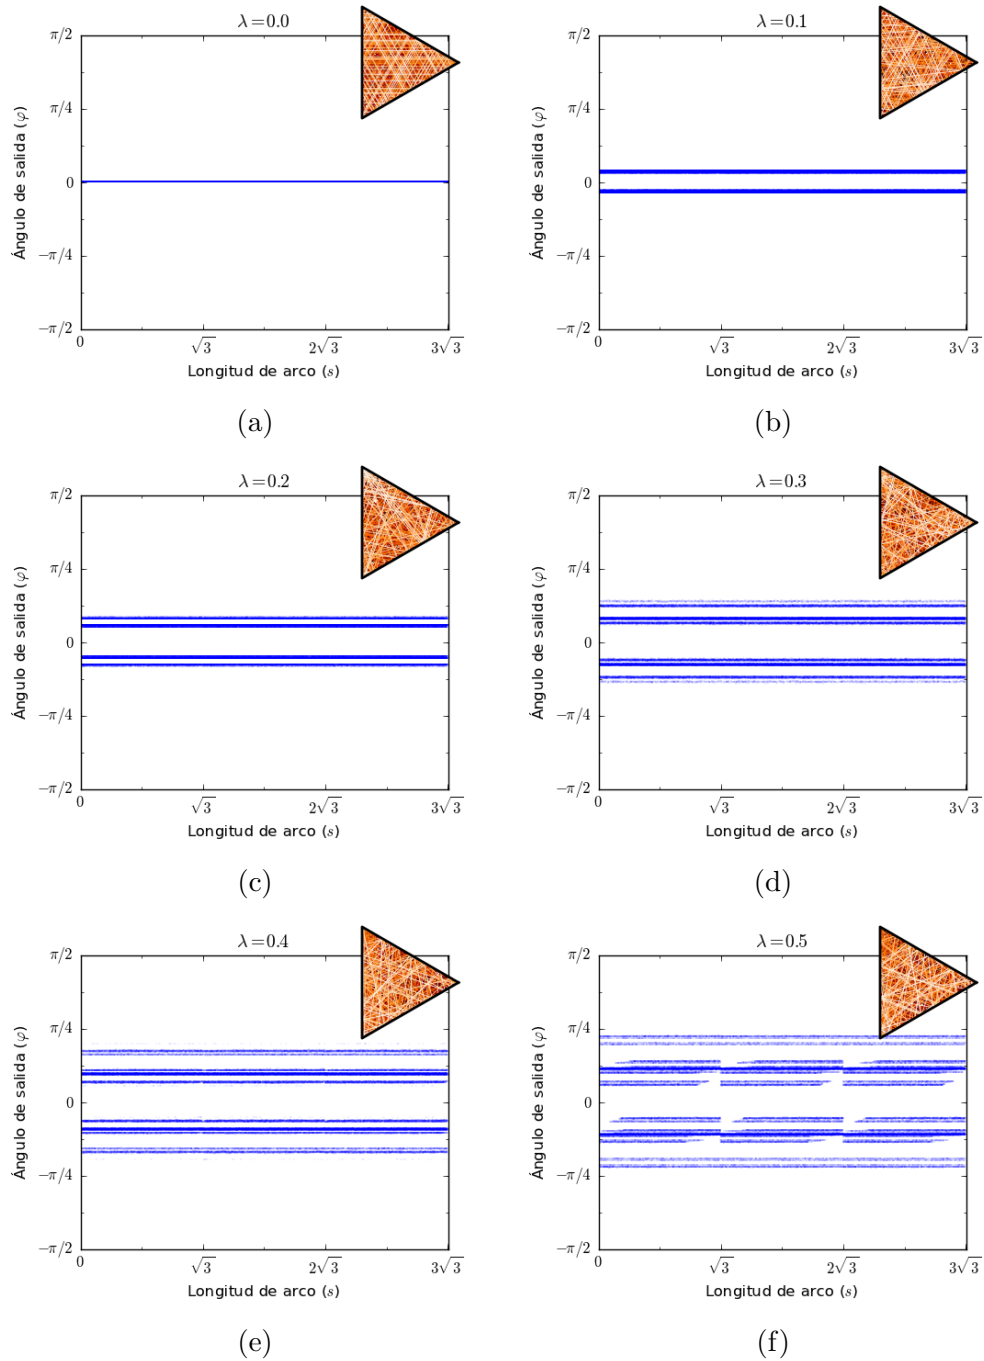 λ=0.0
π/2
π/4
0
−π/4
−π/2
Ángulo de salida (φ)
0
√3
2√3
3√3
Longitud de arco (s)
(a)
λ=0.1
π/2
π/4
0
−π/4
−π/2
Ángulo de salida (φ)
0
√3
2√3
3√3
Longitud de arco (s)
(b)
λ=0.2
π/2
π/4
0
−π/4
−π/2
Ángulo de salida (φ)
0
√3
2√3
3√3
Longitud de arco (s)
(c)
λ=0.3
π/2
π/4
0
−π/4
−π/2
Ángulo de salida (φ)
0
√3
2√3
3√3
Longitud de arco (s)
(d)
λ=0.4
π/2
π/4
0
−π/4
−π/2
Ángulo de salida (φ)
0
√3
2√3
3√3
Longitud de arco (s)
(e)
λ=0.5
π/2
π/4
0
−π/4
−π/2
Ángulo de salida (φ)
0
√3
2√3
3√3
Longitud de arco (s)
(f)